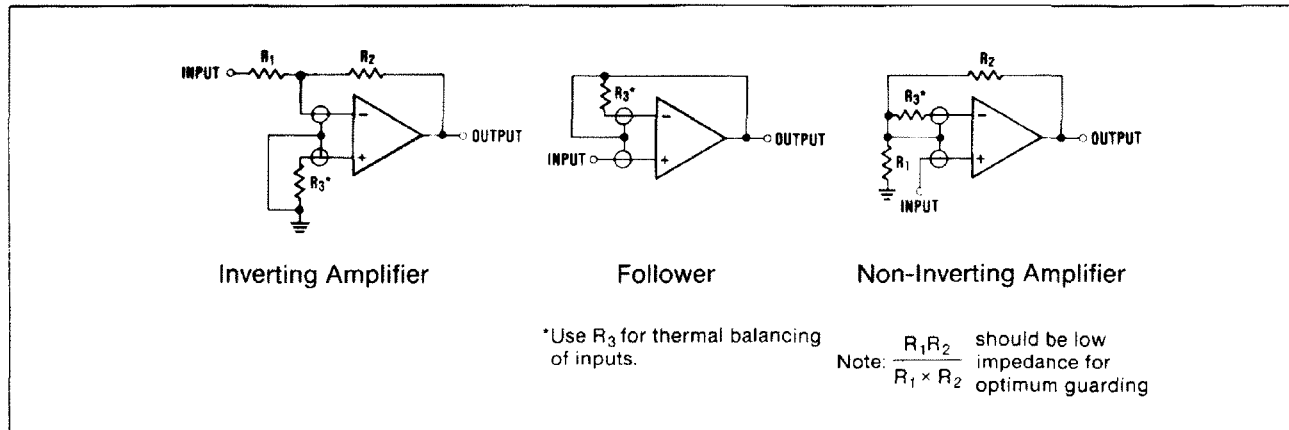 R1
R2
INPUT
−
+
OUTPUT
R3*
Inverting Amplifier
R3*
−
+
INPUT
OUTPUT
Follower
R2
R3*
−
+
R1
INPUT
OUTPUT
Non-Inverting Amplifier
*Use R3 for thermal balancing
of inputs.
Note: R1R2 / R1 × R2 should be low
impedance for
optimum guarding